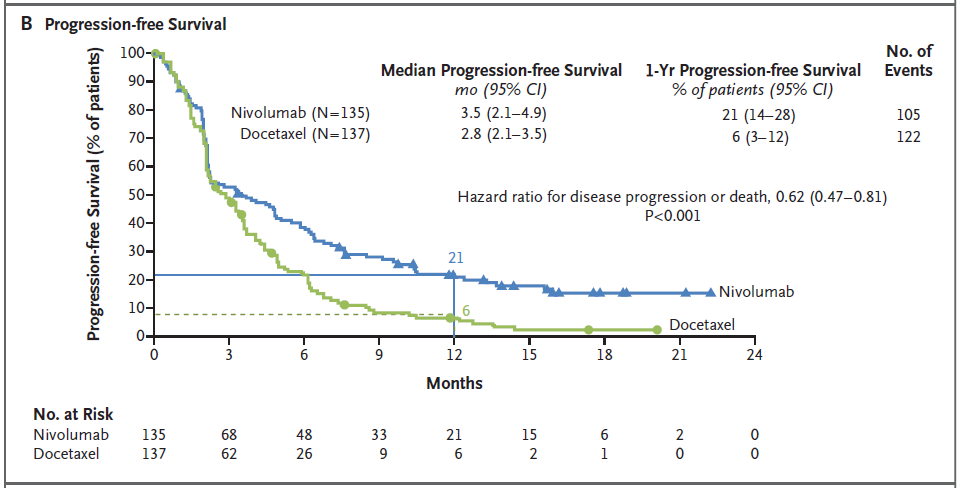 B Progression-free Survival
No. of
Median Progression-free Survival 1-Yr Progression-free Survival Events
mo (95% CI) % of patients (95% CI)
Nivolumab (N=135) 3.5 (2.1–4.9) 21 (14–28) 105
Docetaxel (N=137) 2.8 (2.1–3.5) 6 (3–12) 122
Hazard ratio for disease progression or death, 0.62 (0.47–0.81)
P<0.001
Progression-free Survival (% of patients)
100
90
80
70
60
50
40
30
20
10
0
21
6
Nivolumab
Docetaxel
0 3 6 9 12 15 18 21 24
Months
No. at Risk
Nivolumab 135 68 48 33 21 15 6 2 0
Docetaxel 137 62 26 9 6 2 1 0 0